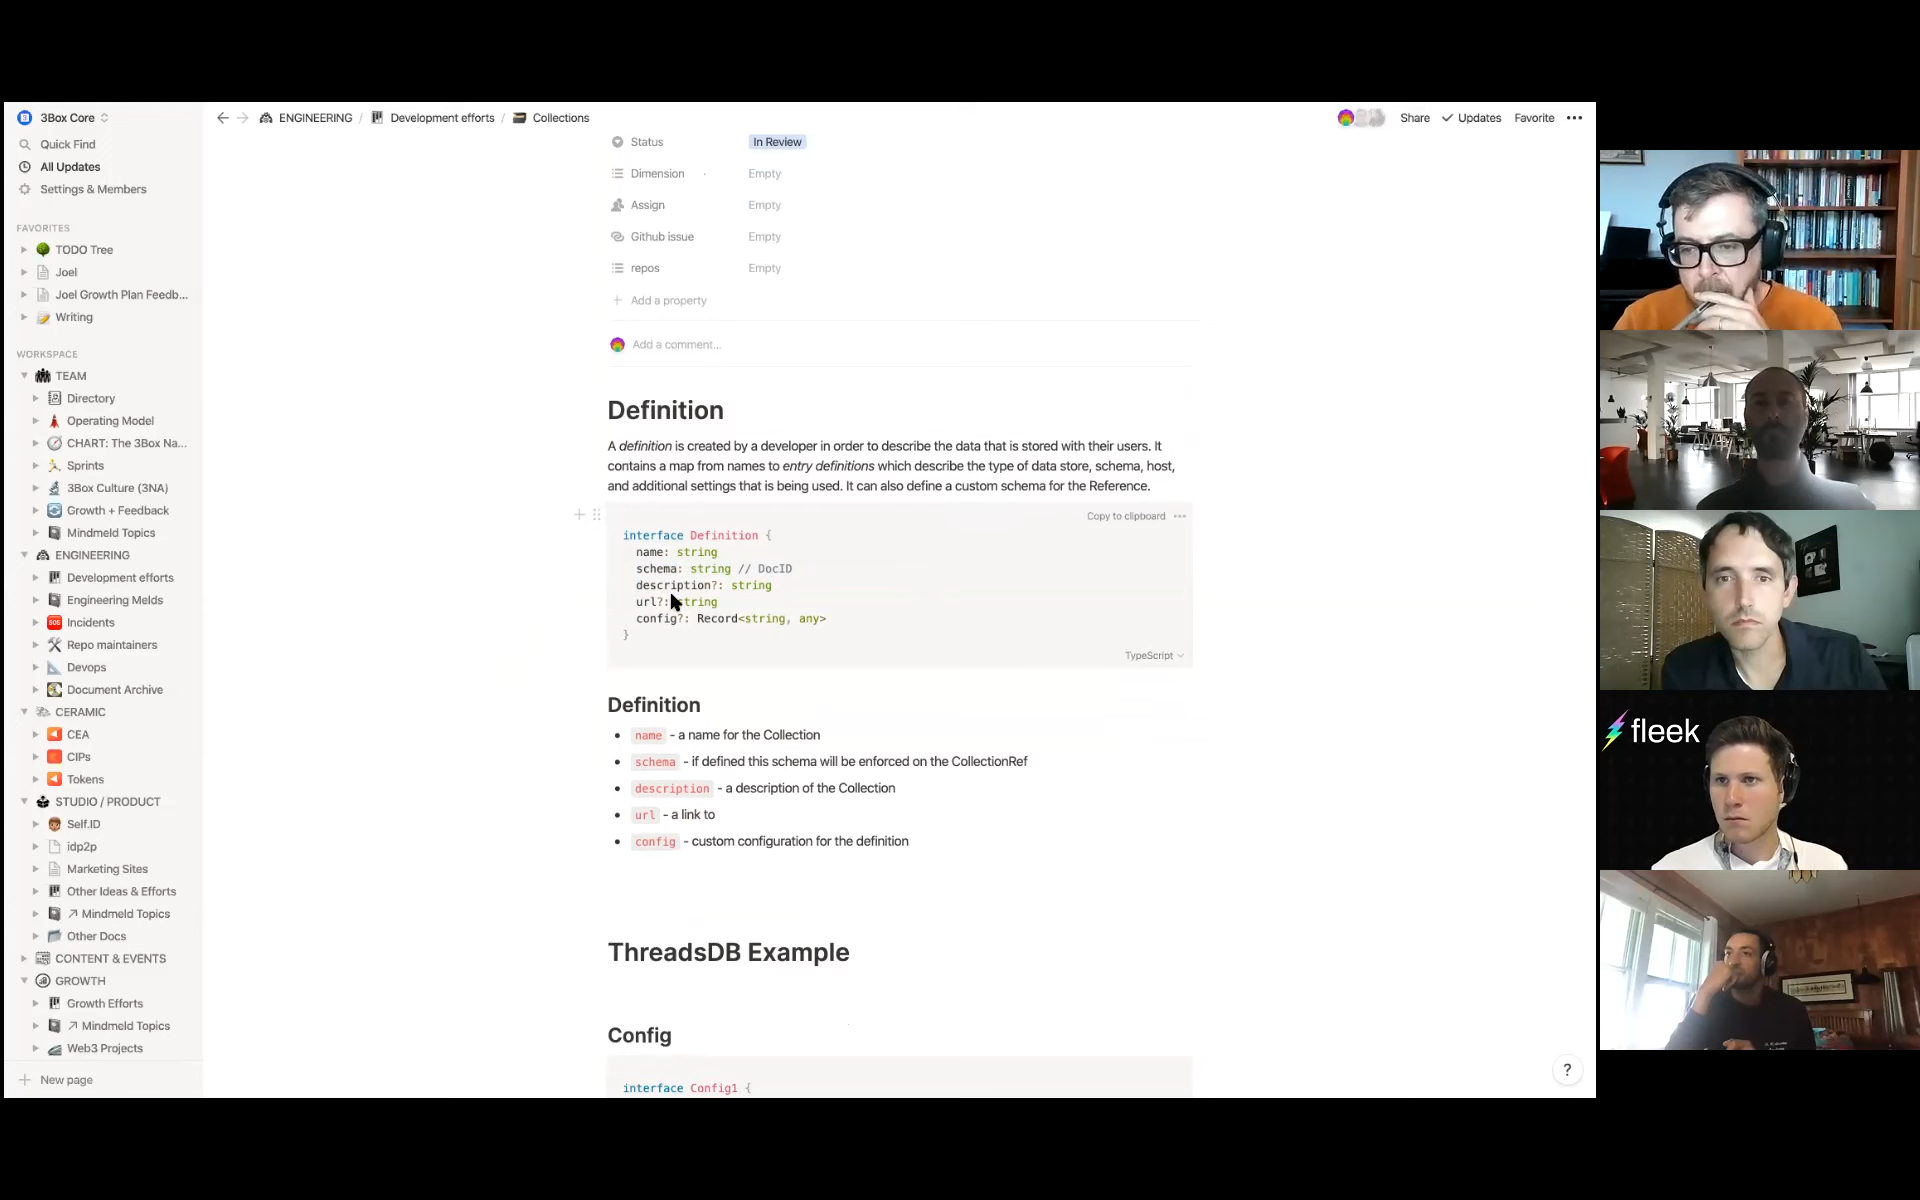 3Box Core
Quick Find
All Updates
Settings & Members
FAVORITES
TODO Tree
Joel
Joel Growth Plan Feedb...
Writing
WORKSPACE
TEAM
Directory
Operating Model
CHART: The 3Box Na...
Sprints
3Box Culture (3NA)
Growth + Feedback
Mindmeld Topics
ENGINEERING
Development efforts
Engineering Melds
Incidents
Repo maintainers
Devops
Document Archive
CERAMIC
CEA
CIPs
Tokens
STUDIO / PRODUCT
Self.ID
idp2p
Marketing Sites
Other Ideas & Efforts
Mindmeld Topics
Other Docs
CONTENT & EVENTS
GROWTH
Growth Efforts
Mindmeld Topics
Web3 Projects
New page
ENGINEERING / Development efforts / Collections
Share Updates Favorite
Status In Review
Dimension Empty
Assign Empty
Github issue Empty
repos Empty
Add a property
Add a comment...
Definition
A definition is created by a developer in order to describe the data that is stored with their users. It
contains a map from names to entry definitions which describe the type of data store, schema, host,
and additional settings that is being used. It can also define a custom schema for the Reference.
Copy to clipboard
interface Definition {
name: string
schema: string // DocID
description?: string
url?: string
config?: Record<string, any>
}
TypeScript
Definition
• name - a name for the Collection
• schema - if defined this schema will be enforced on the CollectionRef
• description - a description of the Collection
• url - a link to
• config - custom configuration for the definition
ThreadsDB Example
Config
interface Config1 {
?
fleek